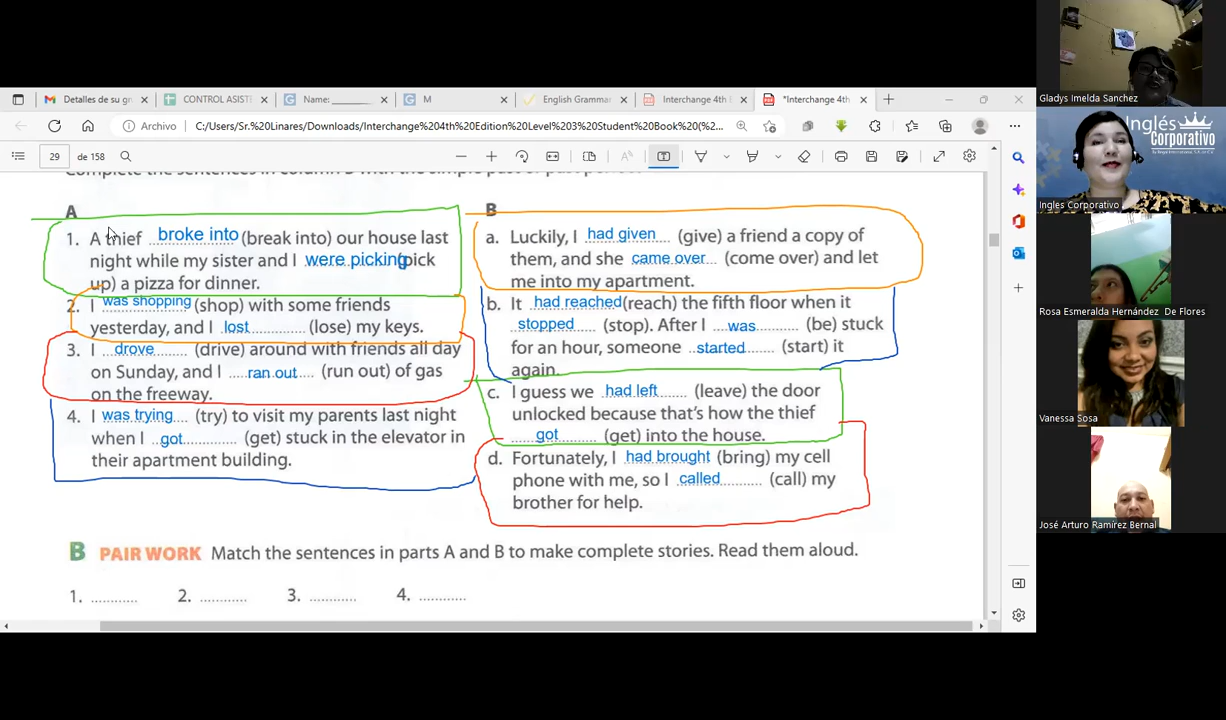 Detalles de su gr
CONTROL ASIST
Name: ______
M
English Grammar
Interchange 4th E
*Interchange 4th
Archivo
C:/Users/Sr.%20Linares/Downloads/Interchange%204th%20Edition%20Level%203%20Student%20Book%20(%2...
29
de 158
A
1. A thief broke into (break into) our house last
night while my sister and I were picking (pick
up) a pizza for dinner.
2. I was shopping (shop) with some friends
yesterday, and I lost (lose) my keys.
3. I drove (drive) around with friends all day
on Sunday, and I ran out (run out) of gas
on the freeway.
4. I was trying (try) to visit my parents last night
when I got (get) stuck in the elevator in
their apartment building.
B
a. Luckily, I had given (give) a friend a copy of
them, and she came over (come over) and let
me into my apartment.
b. It had reached (reach) the fifth floor when it
stopped (stop). After I was (be) stuck
for an hour, someone started (start) it
again.
c. I guess we had left (leave) the door
unlocked because that's how the thief
got (get) into the house.
d. Fortunately, I had brought (bring) my cell
phone with me, so I called (call) my
brother for help.
B PAIR WORK Match the sentences in parts A and B to make complete stories. Read them aloud.
1. ............ 2. ............ 3. ............ 4. ............
Gladys Imelda Sanchez
Inglés
CORPORATIVO
Ingles Corporativo
Rosa Esmeralda Hernández De Flores
Vanessa Sosa
José Arturo Ramírez Bernal